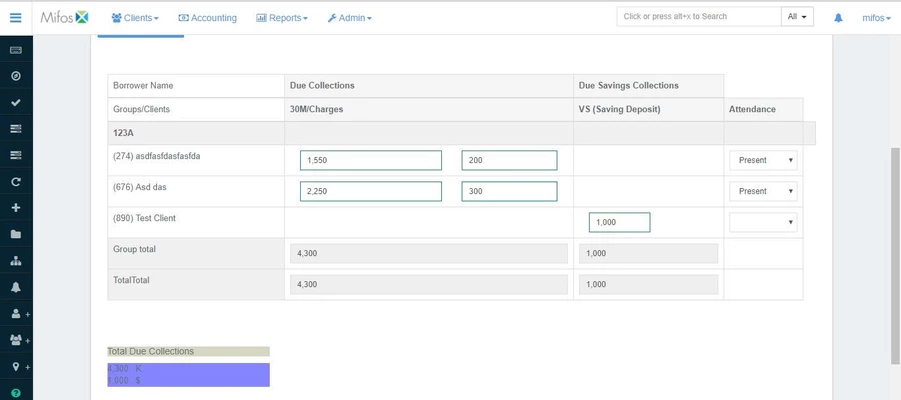 Mifos Clients Accounting Reports Admin Click or press alt+x to Search All mifos
Borrower Name Due Collections Due Savings Collections
Groups/Clients 30M/Charges VS (Saving Deposit) Attendance
123A
(274) asdfasfdasfasfda 1,550 200 Present
(676) Asd das 2,250 300 Present
(890) Test Client 1,000
Group total 4,300 1,000
TotalTotal 4,300 1,000
Total Due Collections
4,300 K
1,000 $